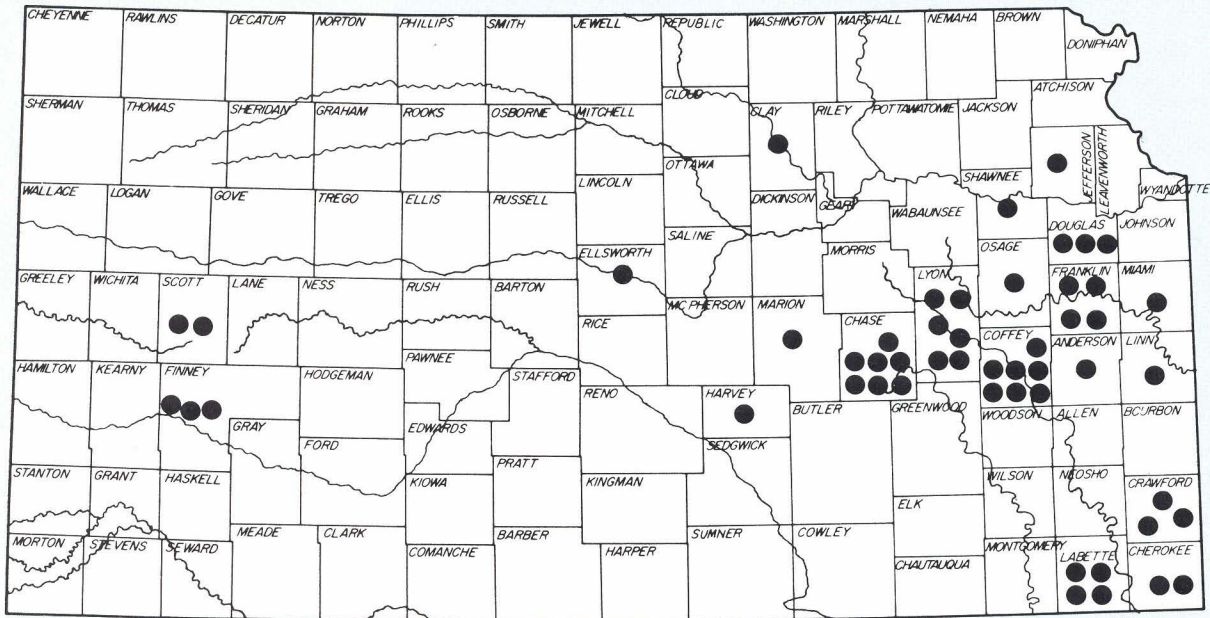 CHEYENNE RAWLINS DECATUR NORTON PHILLIPS SMITH JEWELL REPUBLIC WASHINGTON MARSHALL NEMAHA BROWN
DONIPHAN
ATCHISON
SHERMAN THOMAS SHERIDAN GRAHAM ROOKS OSBORNE MITCHELL CLOUD CLAY RILEY POTTAWATOMIE JACKSON
JEFFERSON
LEAVENWORTH
WYANDOTTE
OTTAWA
SHAWNEE
WALLACE LOGAN GOVE TREGO ELLIS RUSSELL LINCOLN DICKINSON GEARY WABAUNSEE
DOUGLAS JOHNSON
SALINE
ELLSWORTH MORRIS OSAGE
GREELEY WICHITA SCOTT LANE NESS RUSH BARTON LYON FRANKLIN MIAMI
MC PHERSON MARION
RICE CHASE COFFEY ANDERSON LINN
PAWNEE
HAMILTON KEARNY FINNEY HODGEMAN STAFFORD
RENO HARVEY BUTLER GREENWOOD WOODSON ALLEN BOURBON
GRAY EDWARDS
FORD SEDGWICK
PRATT
STANTON GRANT HASKELL KIOWA KINGMAN WILSON NEOSHO CRAWFORD
ELK
MEADE CLARK BARBER SUMNER COWLEY
MORTON STEVENS SEWARD COMANCHE HARPER MONTGOMERY LABETTE CHEROKEE
CHAUTAUQUA